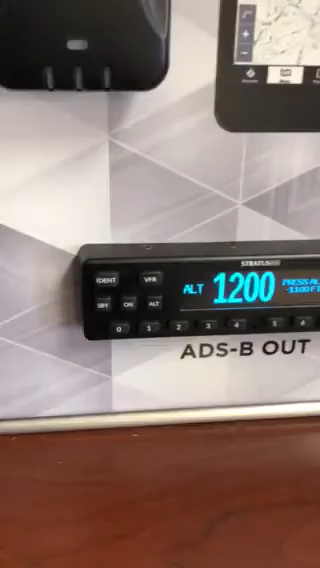 STRATUS
IDENT
VFR
SBY
ON
ALT
ALT
1200
PRESS AL
-1100 FT
0
1
2
3
4
5
6
ADS-B OUT